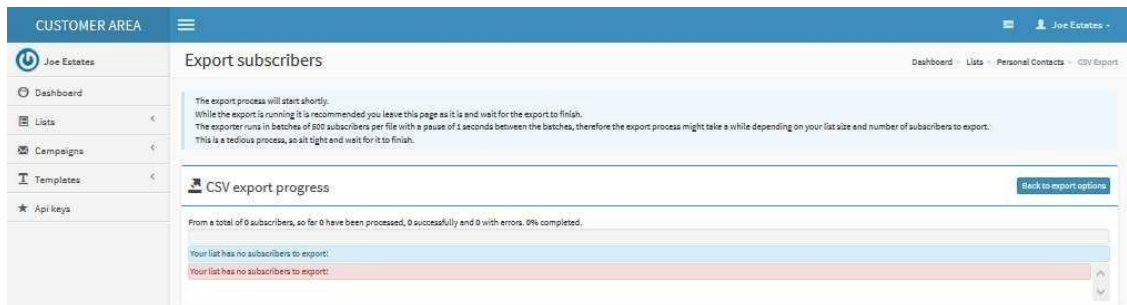 CUSTOMER AREA
Joe Estates
Joe Estates
Export subscribers
Dashboard
Lists
Personal Contacts
CSV Export
Dashboard
Lists
Campaigns
Templates
Api keys
The export process will start shortly.
While the export is running it is recommended you leave this page as it is and wait for the export to finish.
The exporter runs in batches of 500 subscribers per file with a pause of 1 seconds between the batches, therefore the export process might take a while depending on your list size and number of subscribers to export.
This is a tedious process, so sit tight and wait for it to finish.
CSV export progress
Back to export options
From a total of 0 subscribers, so far 0 have been processed, 0 successfully and 0 with errors. 0% completed.
Your list has no subscribers to export!
Your list has no subscribers to export!